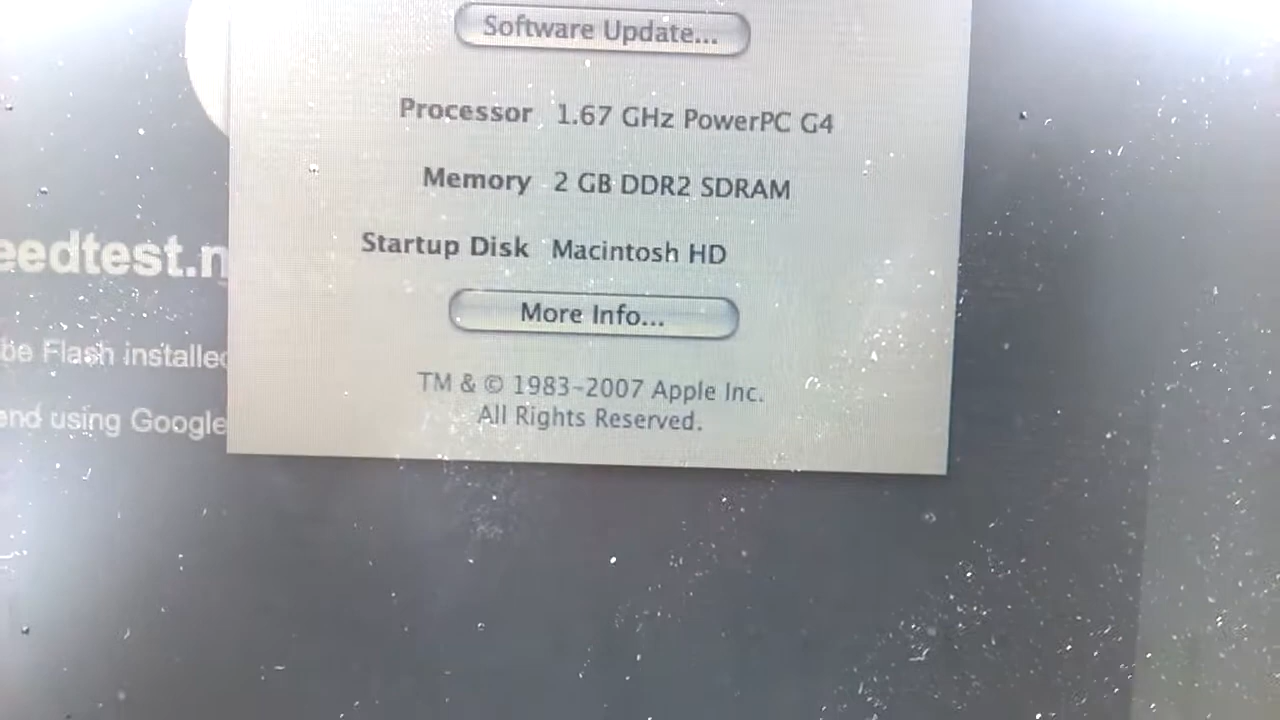 Software Update...
Processor 1.67 GHz PowerPC G4
Memory 2 GB DDR2 SDRAM
eedtest.n
Startup Disk Macintosh HD
More Info...
be Flash installed
TM & © 1983-2007 Apple Inc.
end using Google
All Rights Reserved.